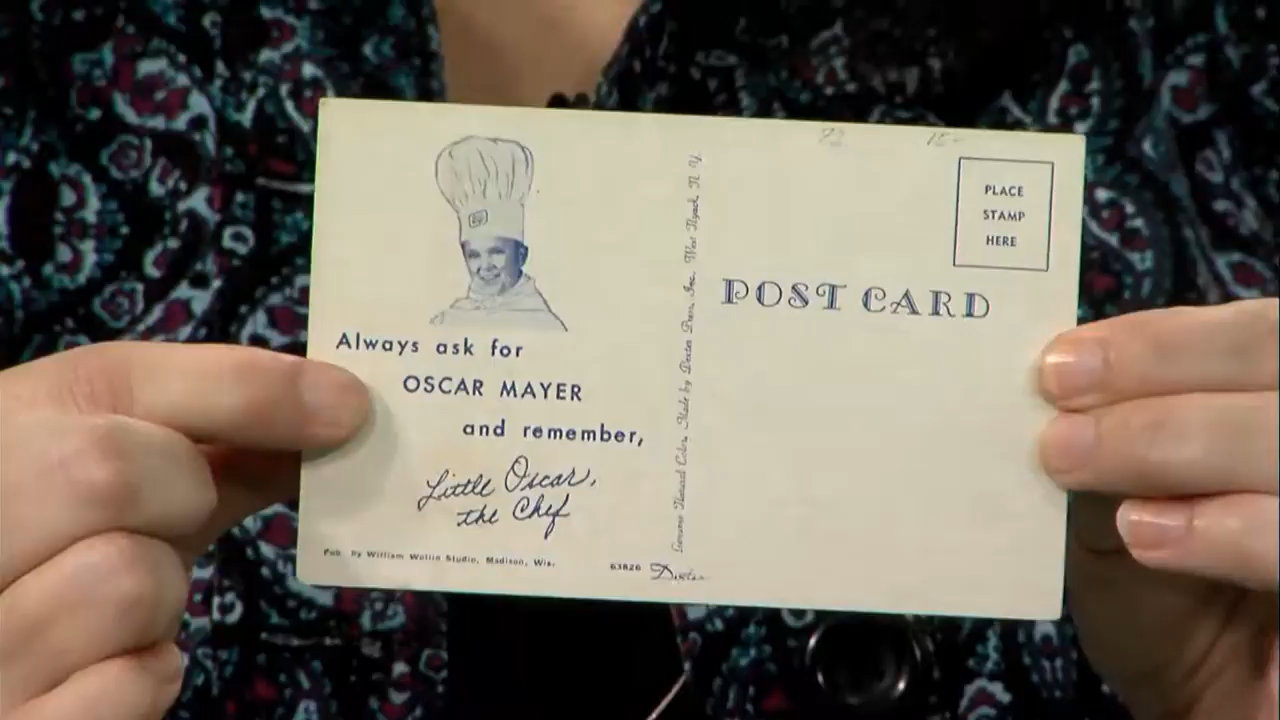 Always ask for
OSCAR MAYER
and remember,
Little Oscar,
the Chef
Pub. by William Wollin Studio, Madison, Wis.
63826
Dexter
Genuine Natural Color, Made by Dexter Press, Inc. West Nyack, N. Y.
POST CARD
PLACE
STAMP
HERE